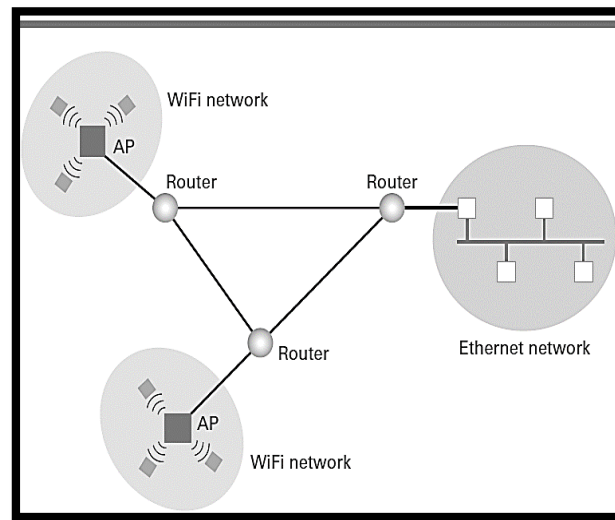 WiFi network
AP
Router
Router
Router
Ethernet network
AP
WiFi network